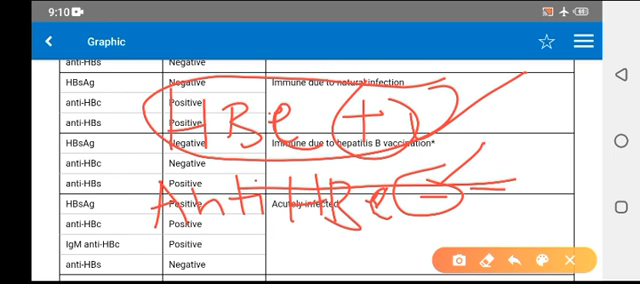 9:10
Graphic
anti-HBs Negative
HBsAg Negative Immune due to natural infection
anti-HBc Positive
anti-HBs Positive
HBe (+)
HBsAg Negative Immune due to hepatitis B vaccination*
anti-HBc Negative
anti-HBs Positive
Anti HBe (-)
HBsAg Positive Acutely infected
anti-HBc Positive
IgM anti-HBc Positive
anti-HBs Negative